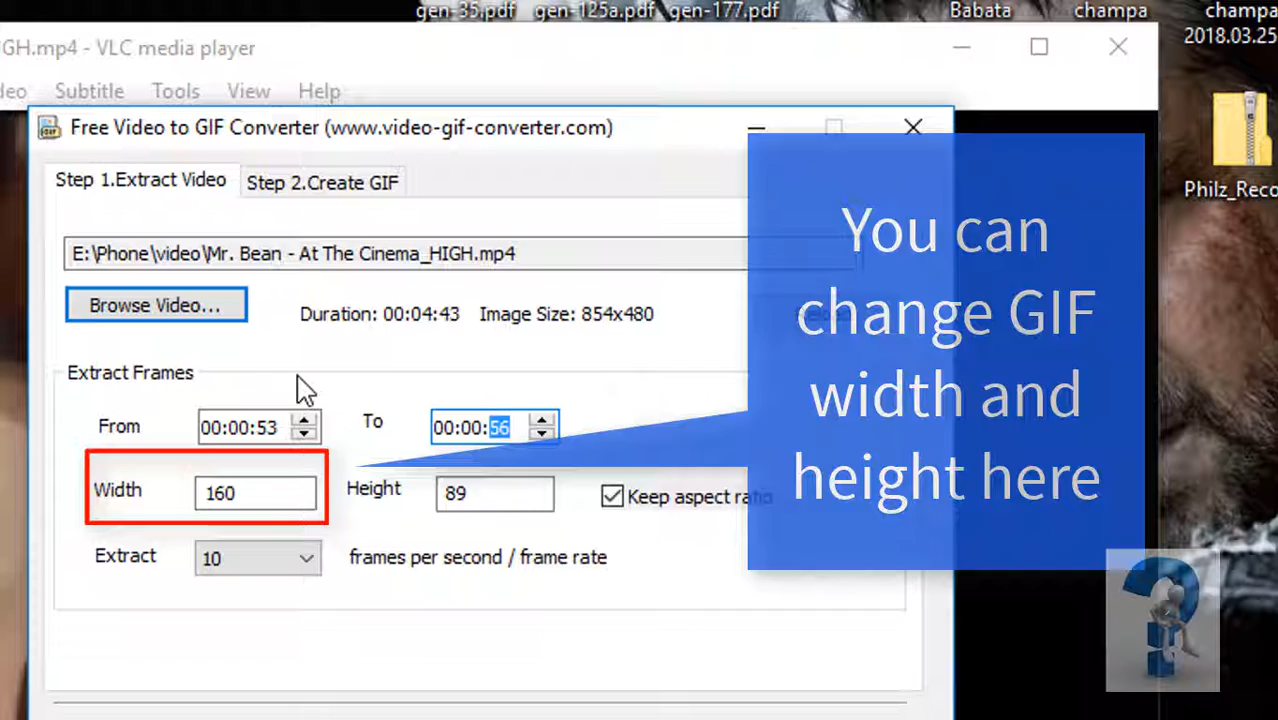 gen-35.pdf gen-125a.pdf gen-177.pdf Babata champa champa
2018.03.25
GH.mp4 - VLC media player
deo Subtitle Tools View Help
Free Video to GIF Converter (www.video-gif-converter.com)
Step 1.Extract Video Step 2.Create GIF
Philz_Reco
E:\Phone\video\Mr. Bean - At The Cinema_HIGH.mp4
Browse Video... Duration: 00:04:43 Image Size: 854x480 Reload
You can
change GIF
width and
height here
Extract Frames
From 00:00:53 To 00:00:56
Width 160 Height 89 Keep aspect ratio
Extract 10 frames per second / frame rate